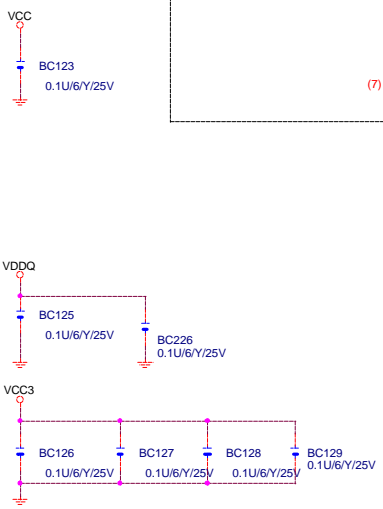 VCC
BC123
0.1U/6/Y/25V
(7)
VDDQ
BC125
0.1U/6/Y/25V
BC226
0.1U/6/Y/25V
VCC3
BC126
0.1U/6/Y/25V
BC127
0.1U/6/Y/25V
BC128
0.1U/6/Y/25V
BC129
0.1U/6/Y/25V